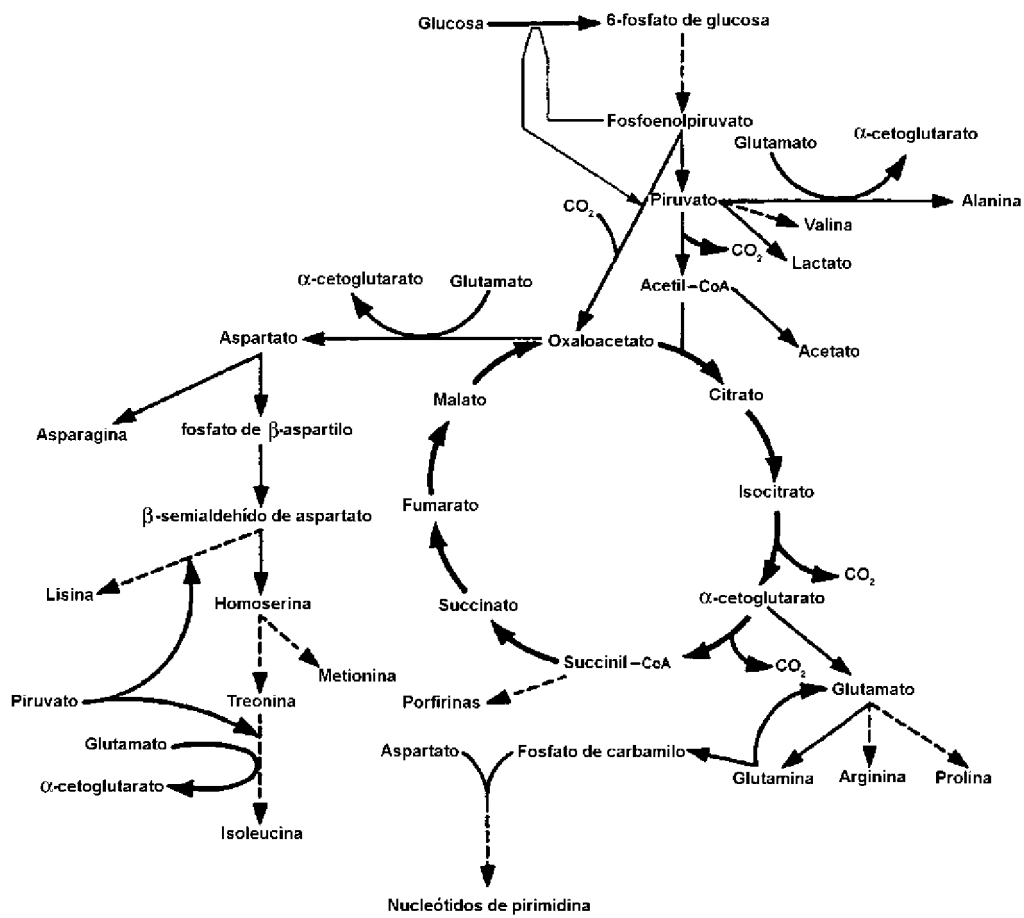 Glucosa
6-fosfato de glucosa
Fosfoenolpiruvato
Glutamato
α-cetoglutarato
CO2
Piruvato
Alanina
Valina
CO2
Lactato
α-cetoglutarato
Glutamato
Acetil-CoA
Aspartato
Oxaloacetato
Acetato
Malato
Citrato
Asparagina
fosfato de β-aspartilo
Isocitrato
Fumarato
β-semialdehído de aspartato
CO2
Lisina
Homoserina
Succinato
α-cetoglutarato
Metionina
Succinil-CoA
CO2
Piruvato
Treonina
Porfirinas
Glutamato
Glutamato
Aspartato
Fosfato de carbamilo
Glutamina
Arginina
Prolina
α-cetoglutarato
Isoleucina
Nucleótidos de pirimidina